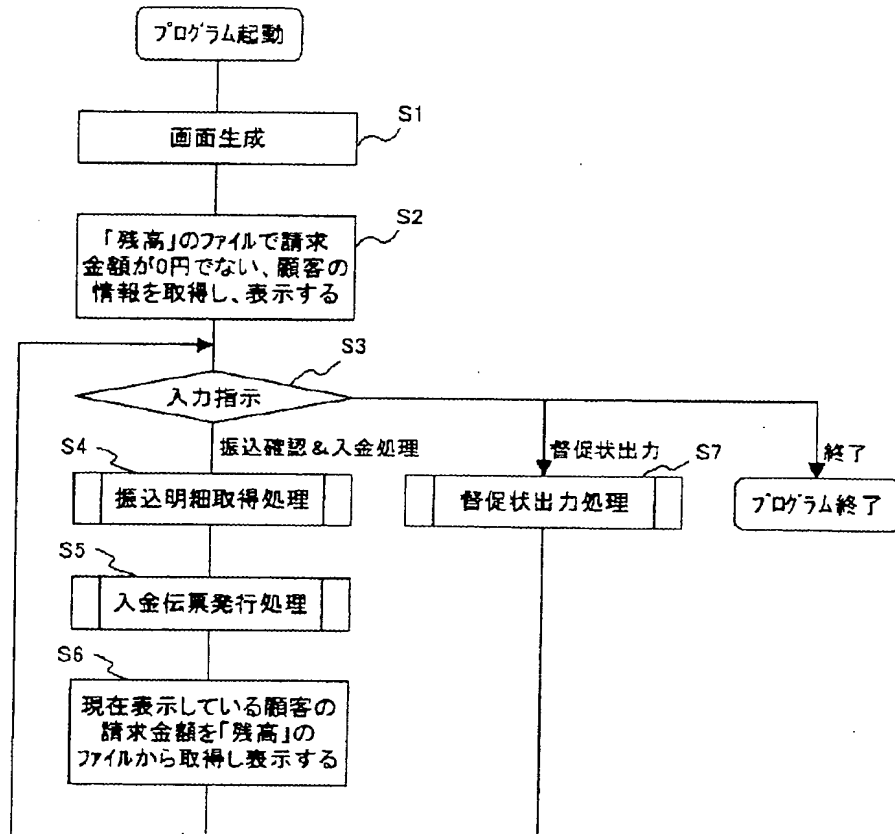 プログラム起動
S1
画面生成
S2
「残高」のファイルで請求
金額が0円でない、顧客の
情報を取得し、表示する
S3
入力指示
振込確認&入金処理
督促状出力
終了
S4
振込明細取得処理
S7
督促状出力処理
プログラム終了
S5
入金伝票発行処理
S6
現在表示している顧客の
請求金額を「残高」の
ファイルから取得し表示する